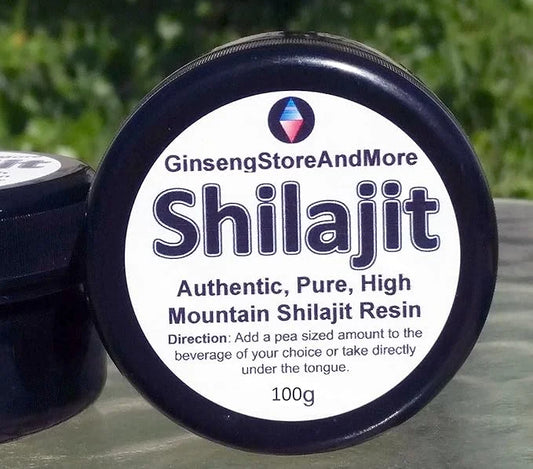 GinsengStoreAndMore
Shilajit
Authentic, Pure, High
Mountain Shilajit Resin
Direction: Add a pea sized amount to the
beverage of your choice or take directly
under the tongue.
100g